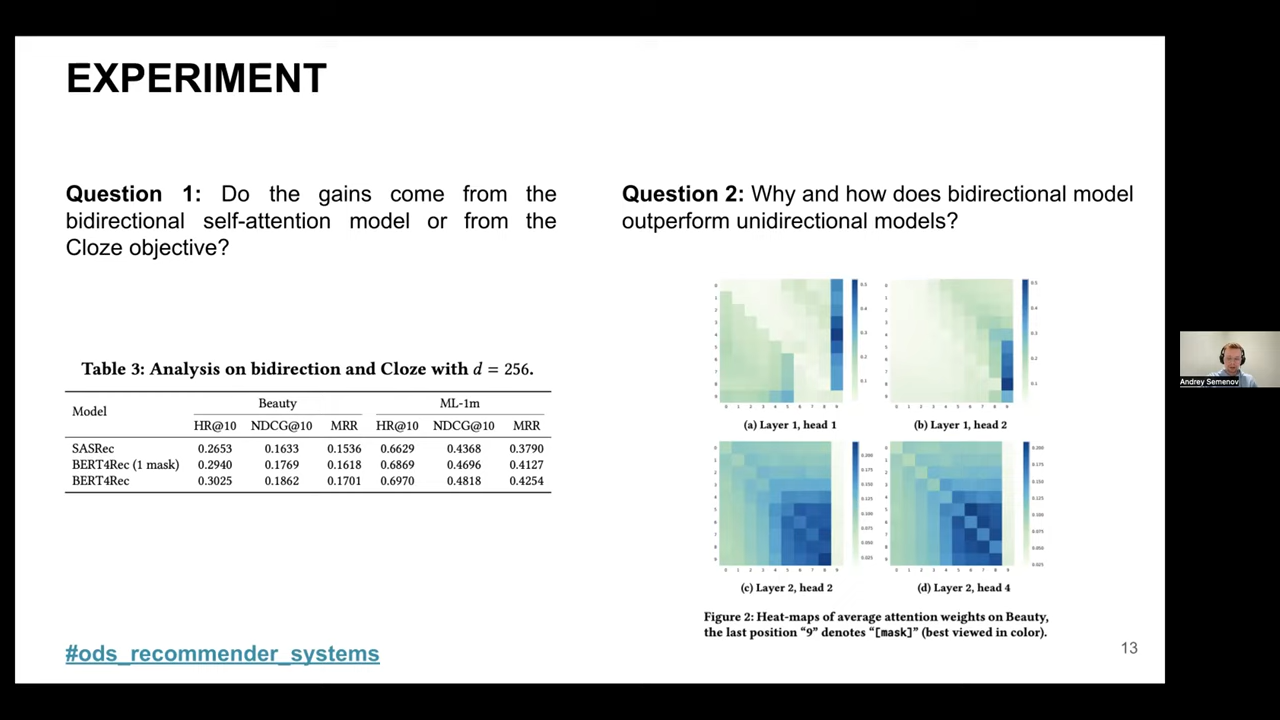 EXPERIMENT
Question 1: Do the gains come from the
bidirectional self-attention model or from the
Cloze objective?
Question 2: Why and how does bidirectional model
outperform unidirectional models?
Table 3: Analysis on bidirection and Cloze with d = 256.
Model Beauty ML-1m
HR@10 NDCG@10 MRR HR@10 NDCG@10 MRR
SASRec 0.2653 0.1633 0.1536 0.6629 0.4368 0.3790
BERT4Rec (1 mask) 0.2940 0.1769 0.1618 0.6869 0.4696 0.4127
BERT4Rec 0.3025 0.1862 0.1701 0.6970 0.4818 0.4254
(a) Layer 1, head 1
(b) Layer 1, head 2
(c) Layer 2, head 2
(d) Layer 2, head 4
Figure 2: Heat-maps of average attention weights on Beauty,
the last position “9” denotes “[mask]” (best viewed in color).
#ods_recommender_systems
13
Andrey Semenov